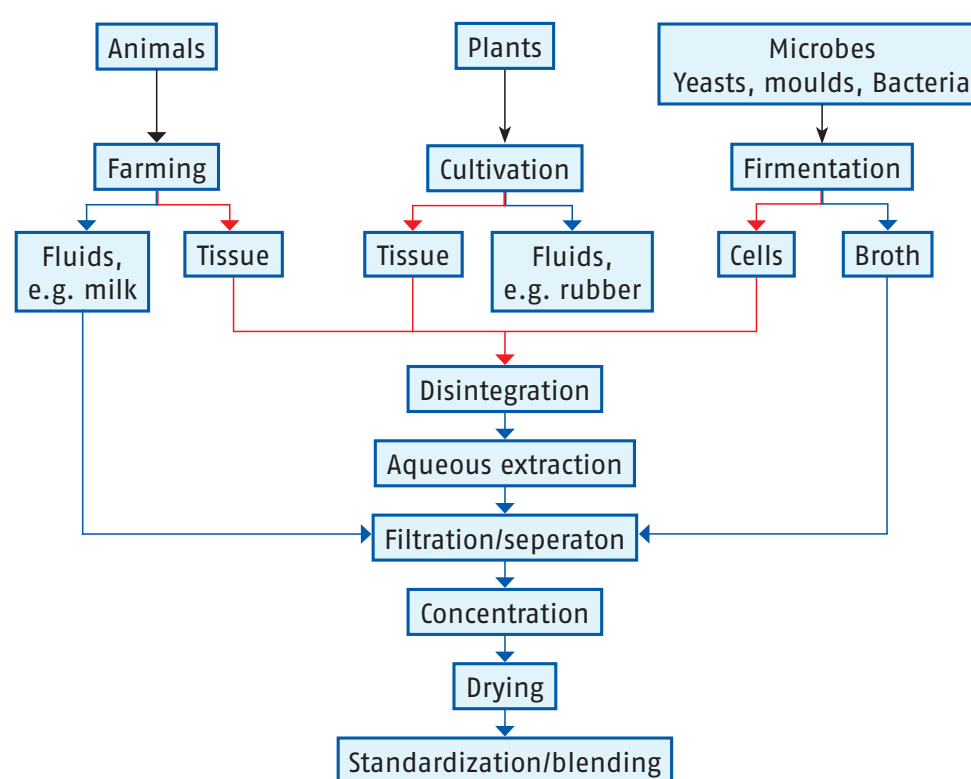 Animals
Plants
Microbes
Yeasts, moulds, Bacteria
Farming
Cultivation
Firmentation
Fluids,
e.g. milk
Tissue
Tissue
Fluids,
e.g. rubber
Cells
Broth
Disintegration
Aqueous extraction
Filtration/seperaton
Concentration
Drying
Standardization/blending